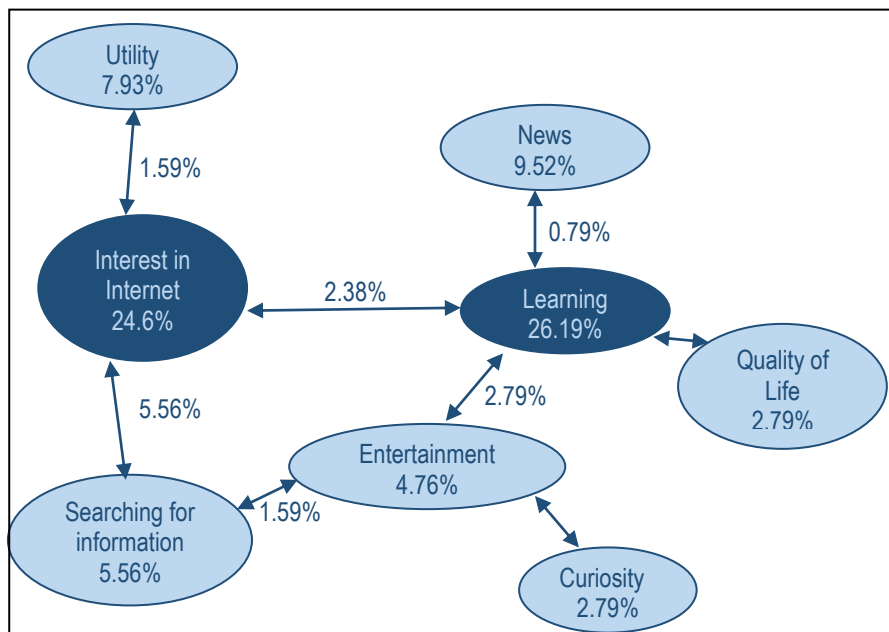 Utility
7.93%
1.59%
News
9.52%
0.79%
Interest in
Internet
24.6%
2.38%
Learning
26.19%
Quality of
Life
2.79%
5.56%
2.79%
Entertainment
4.76%
1.59%
Searching for
information
5.56%
Curiosity
2.79%